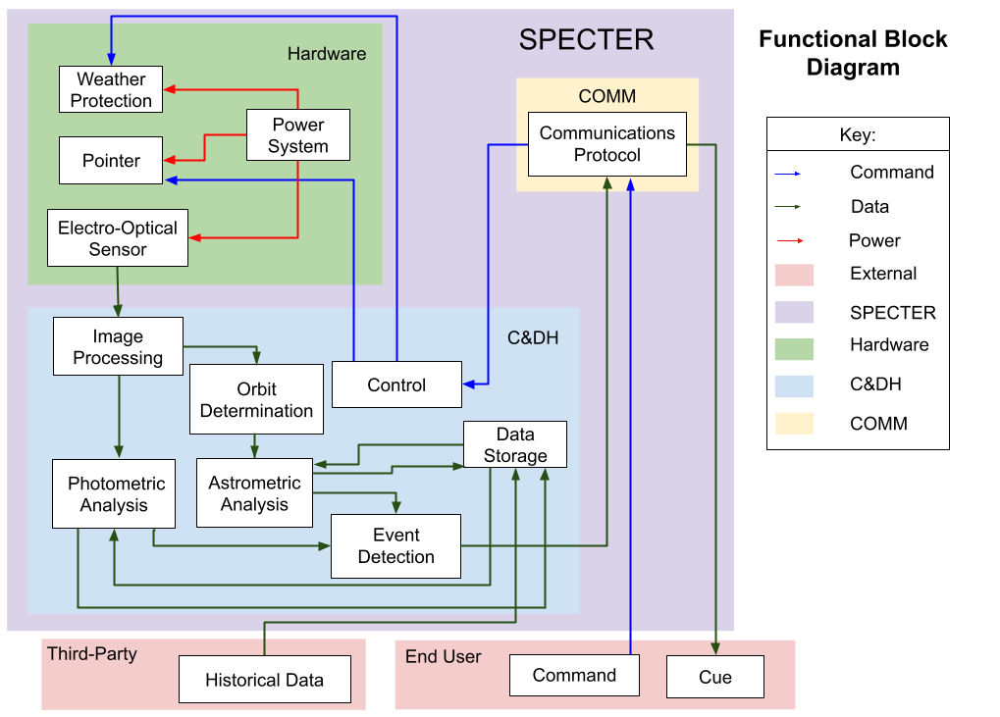 SPECTER
Functional Block
Diagram
Hardware
Weather
Protection
Power
System
Pointer
Electro-Optical
Sensor
COMM
Communications
Protocol
Key:
Command
Data
Power
External
SPECTER
Hardware
C&DH
COMM
C&DH
Image
Processing
Orbit
Determination
Control
Data
Storage
Photometric
Analysis
Astrometric
Analysis
Event
Detection
Third-Party
Historical Data
End User
Command
Cue